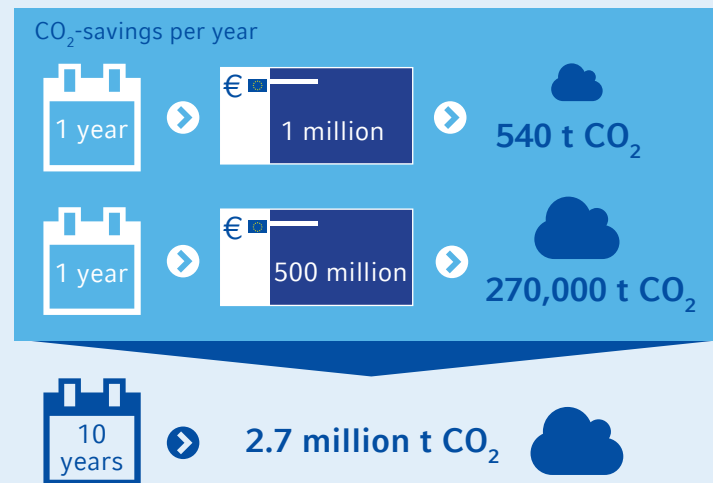 CO₂-savings per year
1 year
€
1 million
540 t CO₂
1 year
€
500 million
270,000 t CO₂
10
years
2.7 million t CO₂